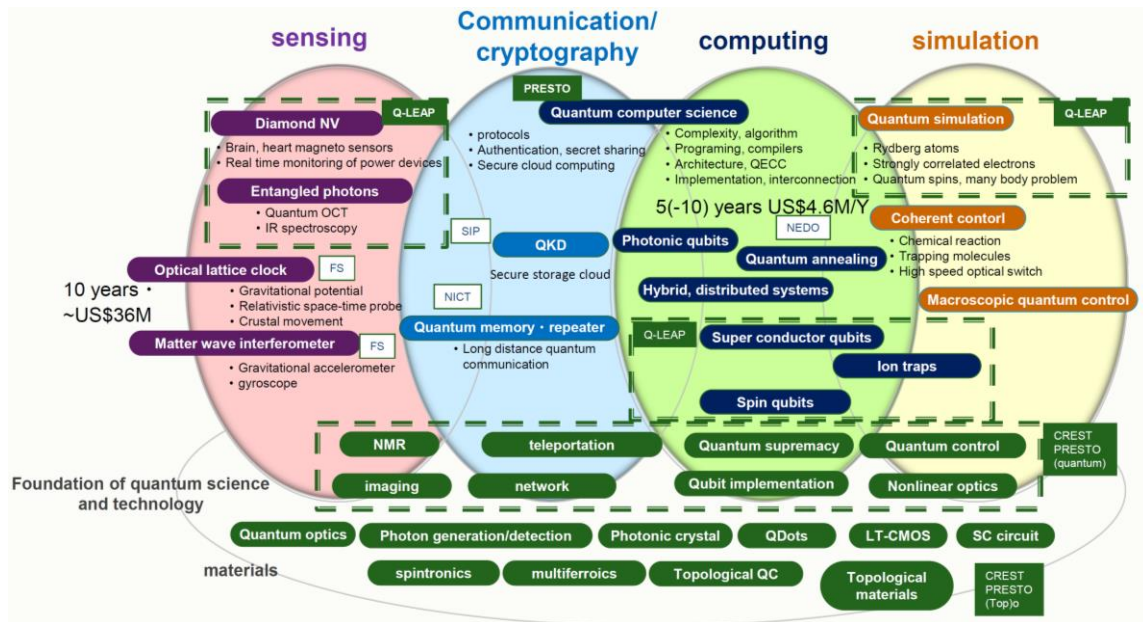 sensing
Communication/
cryptography
computing
simulation
PRESTO
Q-LEAP
Diamond NV
• Brain, heart magneto sensors
• Real time monitoring of power devices
Entangled photons
• Quantum OCT
• IR spectroscopy
Quantum computer science
• protocols
• Authentication, secret sharing
• Secure cloud computing
• Complexity, algorithm
• Programing, compilers
• Architecture, QECC
• Implementation, interconnection
Quantum simulation
Q-LEAP
• Rydberg atoms
• Strongly correlated electrons
• Quantum spins, many body problem
5(-10) years US$4.6M/Y
SIP
QKD
Secure storage cloud
Photonic qubits
NEDO
Quantum annealing
Coherent contorl
• Chemical reaction
• Trapping molecules
• High speed optical switch
Optical lattice clock
FS
• Gravitational potential
• Relativistic space-time probe
• Crustal movement
10 years・
~US$36M
NICT
Hybrid, distributed systems
Macroscopic quantum control
Matter wave interferometer
FS
• Gravitational accelerometer
• gyroscope
Quantum memory・repeater
• Long distance quantum
communication
Q-LEAP
Super conductor qubits
Ion traps
Spin qubits
NMR
teleportation
Quantum supremacy
Quantum control
CREST
PRESTO
(quantum)
Foundation of quantum science
and technology
imaging
network
Qubit implementation
Nonlinear optics
Quantum optics
Photon generation/detection
Photonic crystal
QDots
LT-CMOS
SC circuit
materials
spintronics
multiferroics
Topological QC
Topological
materials
CREST
PRESTO
(Top)o